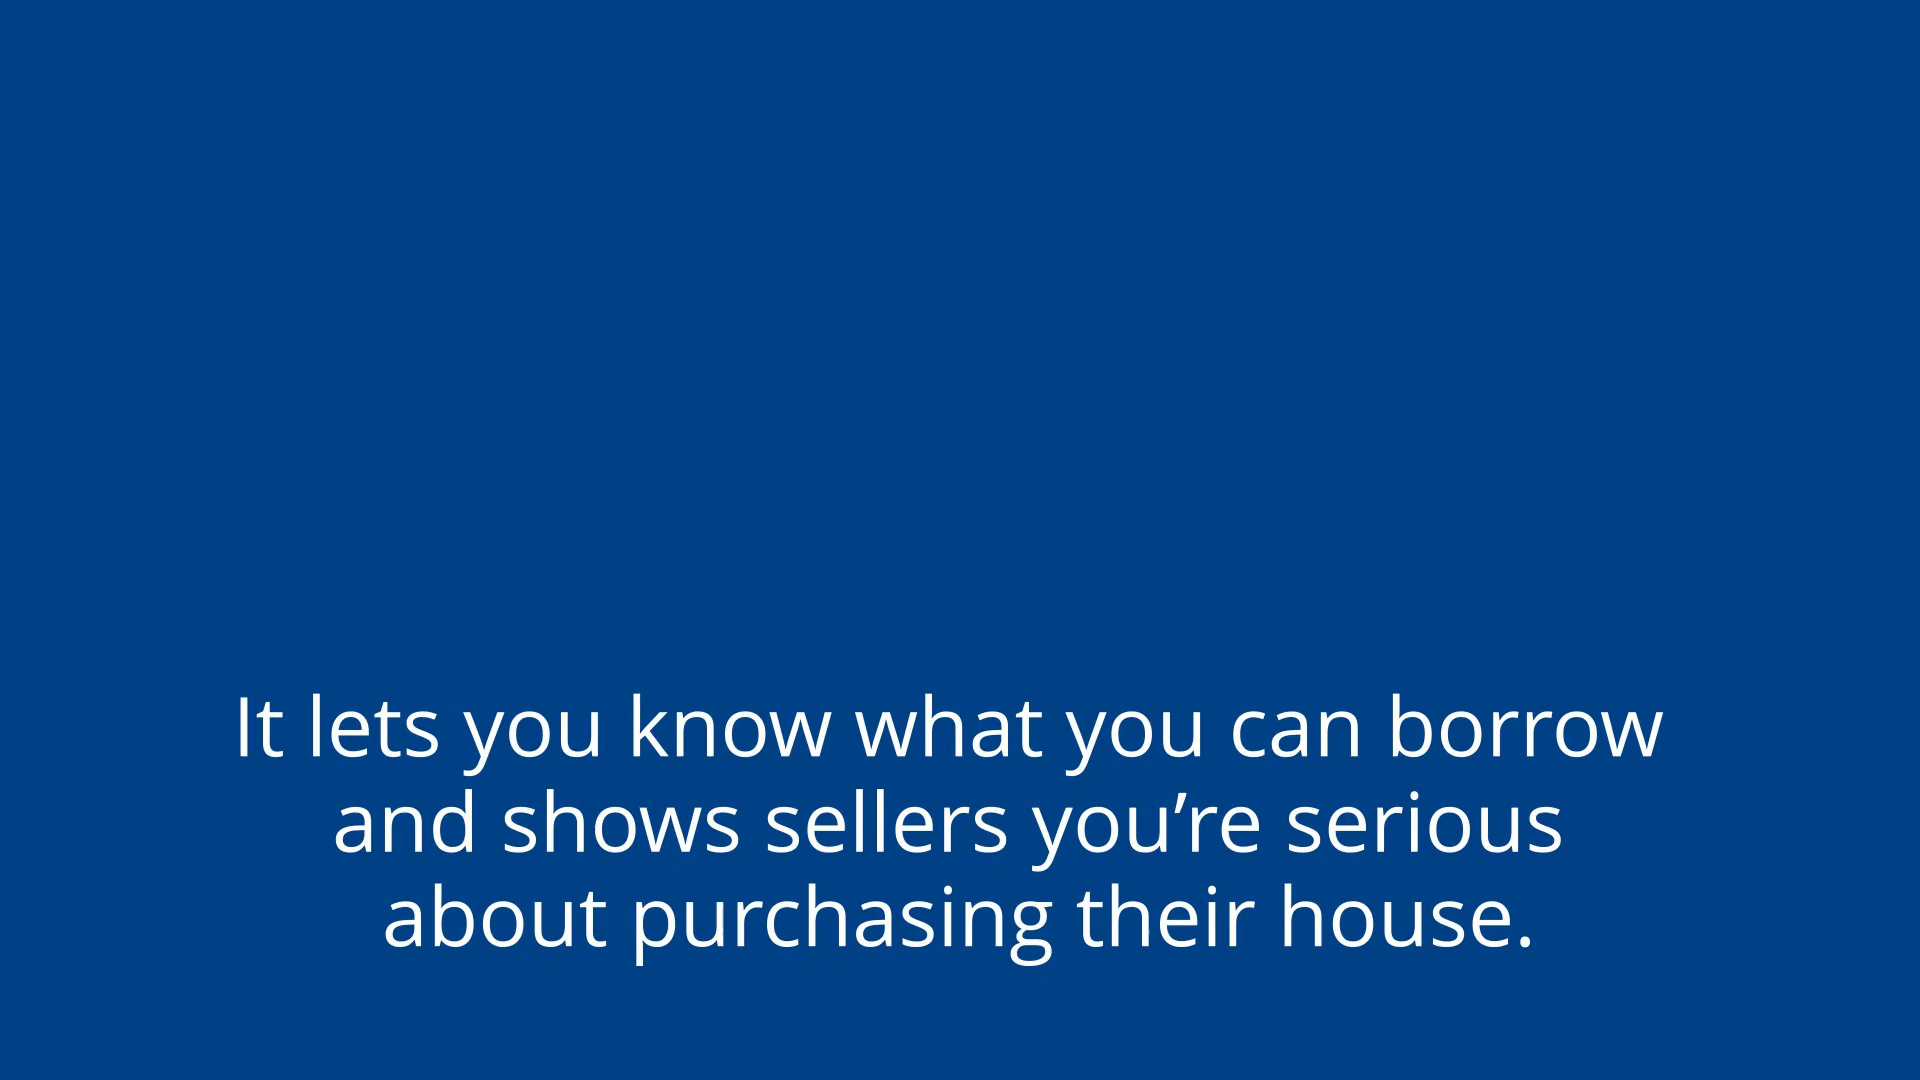 It lets you know what you can borrow
and shows sellers you’re serious
about purchasing their house.